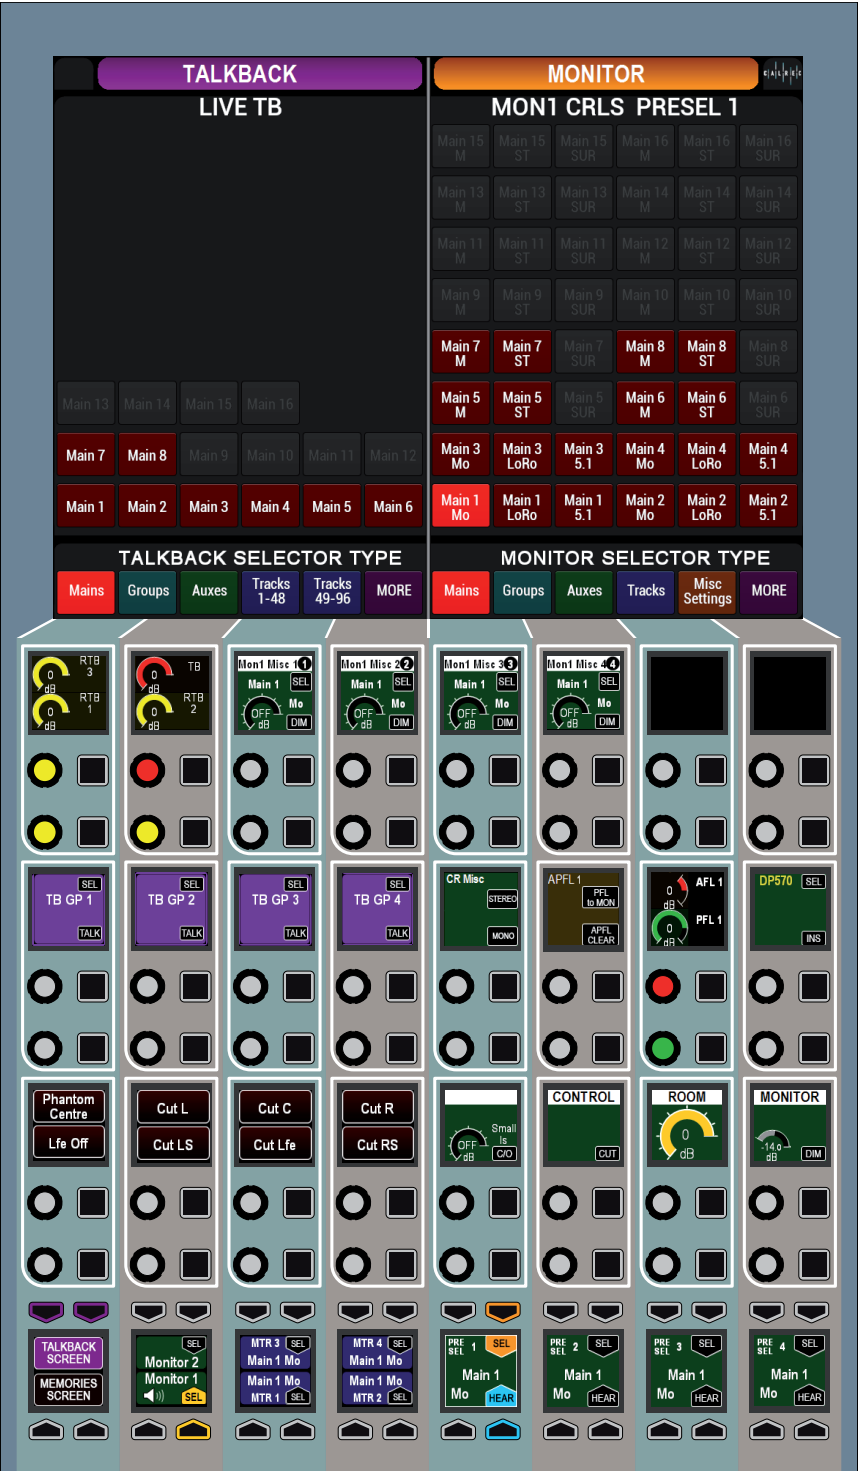 TALKBACK
MONITOR
CALREC
LIVE TB
MON1 CRLS PRESEL 1
Main 15 M
Main 15 ST
Main 15 SUR
Main 16 M
Main 16 ST
Main 16 SUR
Main 13 M
Main 13 ST
Main 13 SUR
Main 14 M
Main 14 ST
Main 14 SUR
Main 11 M
Main 11 ST
Main 11 SUR
Main 12 M
Main 12 ST
Main 12 SUR
Main 9 M
Main 9 ST
Main 9 SUR
Main 10 M
Main 10 ST
Main 10 SUR
Main 7 M
Main 7 ST
Main 7 SUR
Main 8 M
Main 8 ST
Main 8 SUR
Main 13
Main 14
Main 15
Main 16
Main 5 M
Main 5 ST
Main 5 SUR
Main 6 M
Main 6 ST
Main 6 SUR
Main 7
Main 8
Main 9
Main 10
Main 11
Main 12
Main 3 Mo
Main 3 LoRo
Main 3 5.1
Main 4 Mo
Main 4 LoRo
Main 4 5.1
Main 1
Main 2
Main 3
Main 4
Main 5
Main 6
Main 1 Mo
Main 1 LoRo
Main 1 5.1
Main 2 Mo
Main 2 LoRo
Main 2 5.1
TALKBACK SELECTOR TYPE
MONITOR SELECTOR TYPE
Mains
Groups
Auxes
Tracks 1-48
Tracks 49-96
MORE
Mains
Groups
Auxes
Tracks
Misc Settings
MORE
RTB 3
0 dB
RTB 1
0 dB
TB
0
RTB 2
0 dB
Mon1 Misc 1 1
Main 1 SEL
Mo
OFF dB DIM
Mon1 Misc 2 2
Main 1 SEL
Mo
OFF dB DIM
Mon1 Misc 3 3
Main 1 SEL
Mo
OFF dB DIM
Mon1 Misc 4 4
Main 1 SEL
Mo
OFF dB DIM
SEL
TB GP 1
TALK
SEL
TB GP 2
TALK
SEL
TB GP 3
TALK
SEL
TB GP 4
TALK
CR Misc
STEREO
MONO
APFL 1
PFL to MON
APFL CLEAR
AFL 1
0 dB
PFL 1
0 dB
DP570 SEL
INS
Phantom Centre
Lfe Off
Cut L
Cut LS
Cut C
Cut Lfe
Cut R
Cut RS
Small ls
OFF dB C/O
CONTROL
CUT
ROOM
0 dB
MONITOR
-14.0 dB DIM
TALKBACK SCREEN
MEMORIES SCREEN
SEL
Monitor 2
Monitor 1
SEL
MTR 3 SEL
Main 1 Mo
Main 1 Mo
MTR 1 SEL
MTR 4 SEL
Main 1 Mo
Main 1 Mo
MTR 2 SEL
PRE SEL 1 SEL
Main 1
Mo HEAR
PRE SEL 2 SEL
Main 1
Mo HEAR
PRE SEL 3 SEL
Main 1
Mo HEAR
PRE SEL 4 SEL
Main 1
Mo HEAR